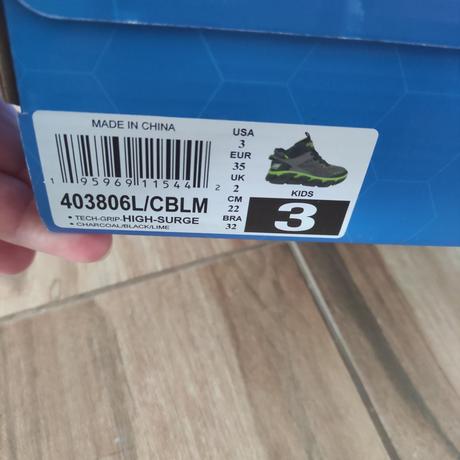 MADE IN CHINA
1 95969 11544 2
403806L/CBLM
• TECH-GRIP-HIGH-SURGE
• CHARCOAL/BLACK/LIME
USA
3
EUR
35
UK
2
CM
22
BRA
32
KIDS
3